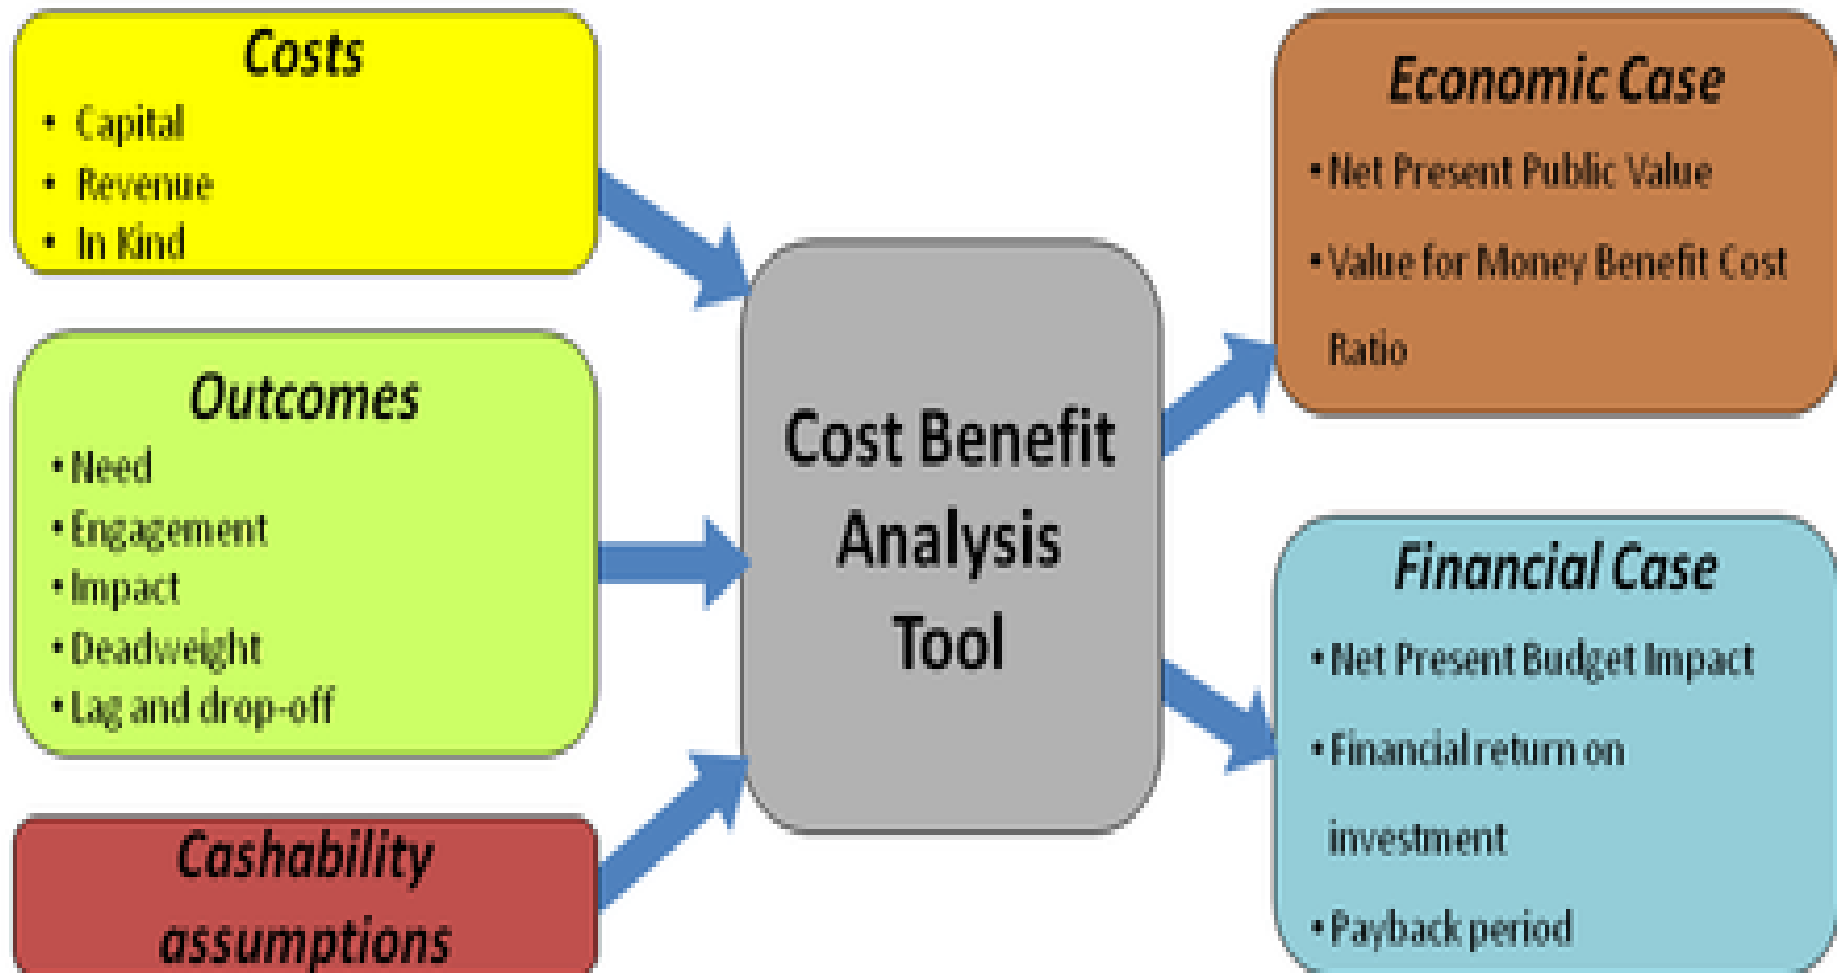 Costs
• Capital
• Revenue
• In Kind
Outcomes
• Need
• Engagement
• Impact
• Deadweight
• Lag and drop-off
Cashability
assumptions
Cost Benefit
Analysis
Tool
Economic Case
• Net Present Public Value
• Value for Money Benefit Cost
Ratio
Financial Case
• Net Present Budget Impact
• Financial return on
investment
• Payback period